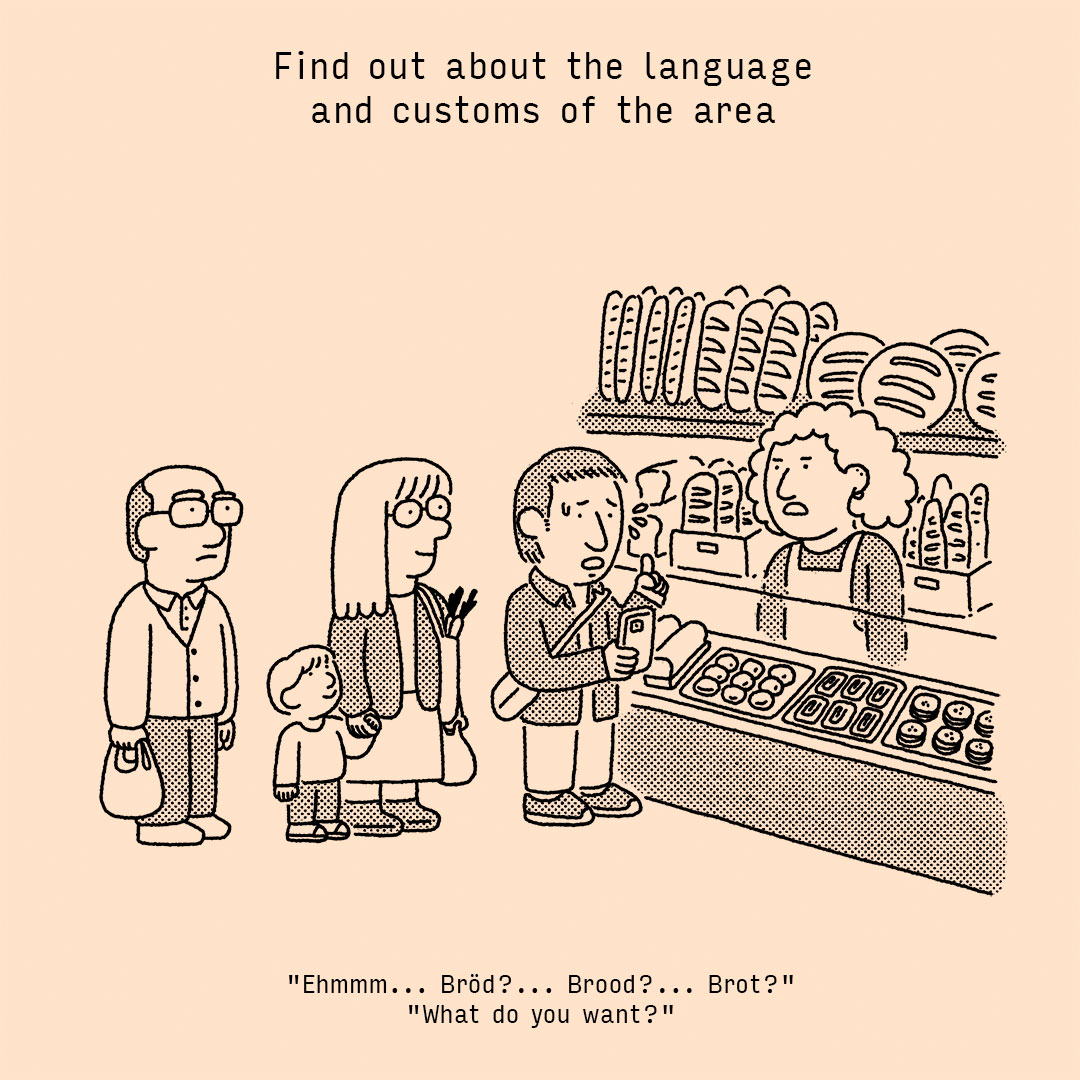 Find out about the language
and customs of the area
"Ehmmm... Bröd?... Brood?... Brot?"
"What do you want?"